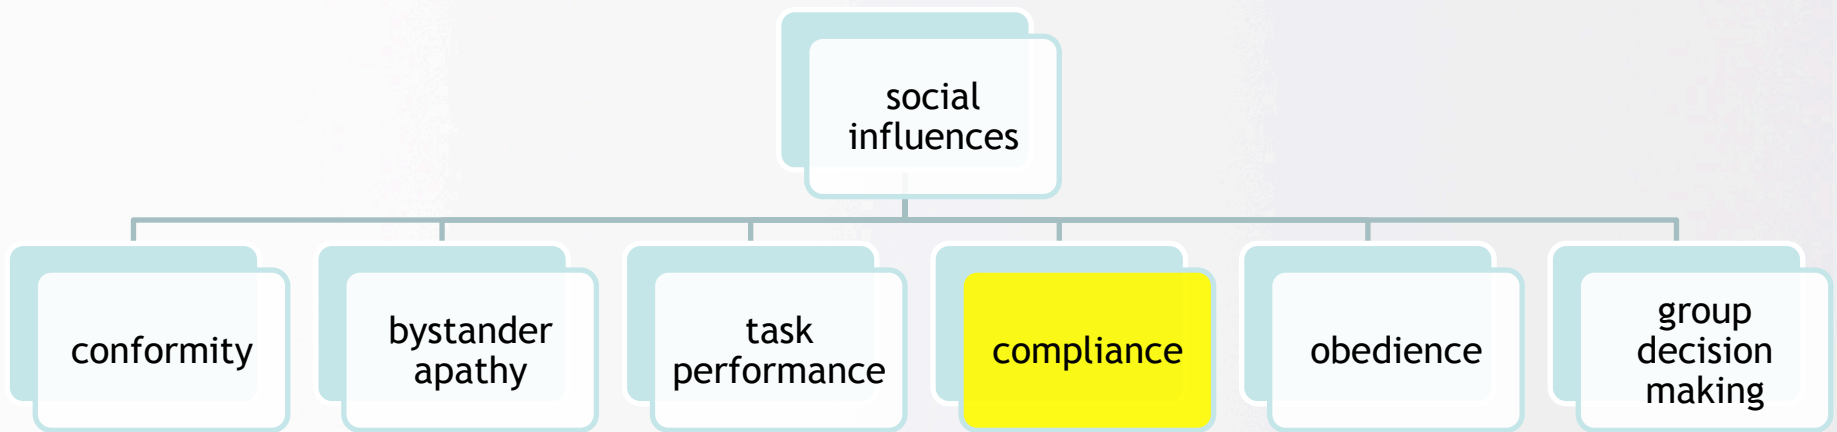 social
influences
conformity
bystander
apathy
task
performance
compliance
obedience
group
decision
making